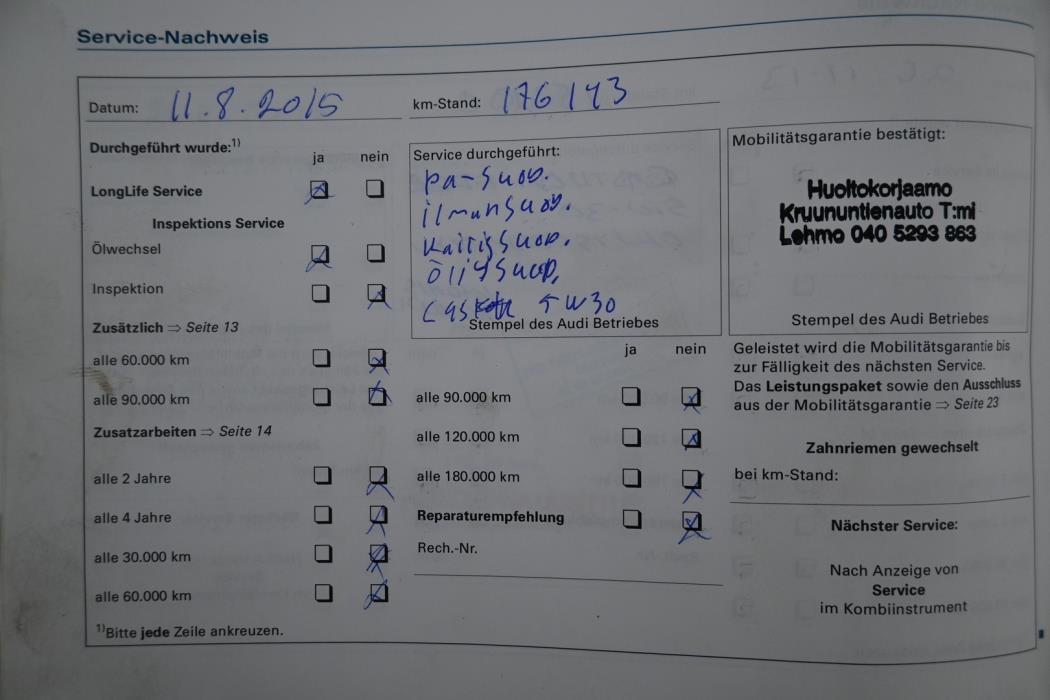 Service-Nachweis
Datum: 11.8.2015
km-Stand: 176 143
Durchgeführt wurde:1)
ja nein
LongLife Service
Inspektions Service
Ölwechsel
Inspektion
Zusätzlich ⇒ Seite 13
alle 60.000 km
alle 90.000 km
Zusatzarbeiten ⇒ Seite 14
alle 2 Jahre
alle 4 Jahre
alle 30.000 km
alle 60.000 km
1)Bitte jede Zeile ankreuzen.
Service durchgeführt:
pa-suod.
ilmansuod.
Raitissuod.
öljysuod.
Stempel des Audi Betriebes
ja nein
alle 90.000 km
alle 120.000 km
alle 180.000 km
Reparaturempfehlung
Rech.-Nr.
Mobilitätsgarantie bestätigt:
Huoltokorjaamo
Kruununtienauto T:mi
Lehmo 040 5293 863
Stempel des Audi Betriebes
Geleistet wird die Mobilitätsgarantie bis
zur Fälligkeit des nächsten Service.
Das Leistungspaket sowie den Ausschluss
aus der Mobilitätsgarantie ⇒ Seite 23
Zahnriemen gewechselt
bei km-Stand:
Nächster Service:
Nach Anzeige von
Service
im Kombiinstrument